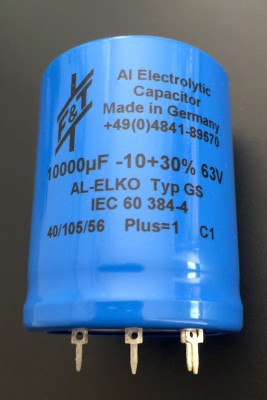 F&T
Al Electrolytic
Capacitor
Made in Germany
+49(0)4841-89570
10000µF -10+30% 63V
AL-ELKO Typ GS
IEC 60 384-4
40/105/56 Plus=1 C1